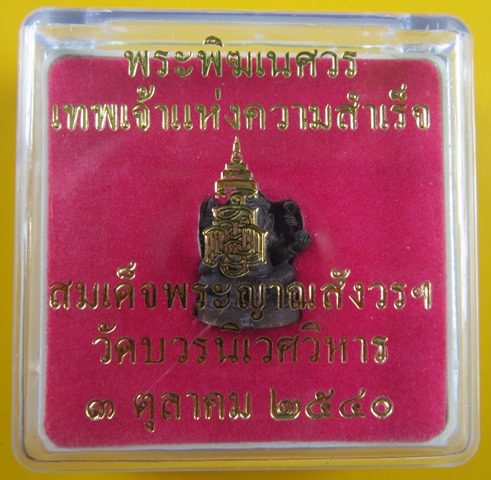 พระพิฆเนศวร
เทพเจ้าแห่งความสำเร็จ
สมเด็จพระญาณสังวรฯ
วัดบวรนิเวศวิหาร
๓ ตุลาคม ๒๕๔๐